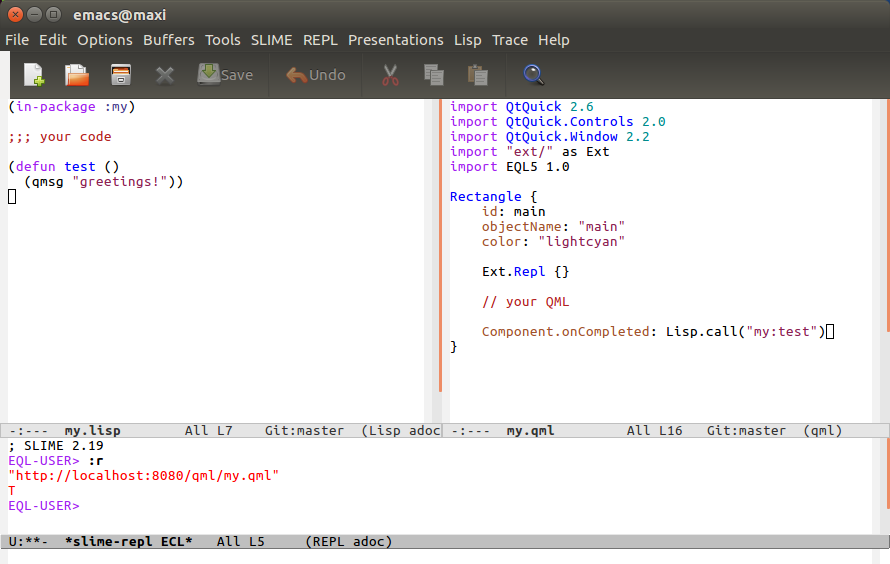 emacs@maxi
File Edit Options Buffers Tools SLIME REPL Presentations Lisp Trace Help
Save Undo
(in-package :my)
;;; your code
(defun test ()
  (qmsg "greetings!"))
import QtQuick 2.6
import QtQuick.Controls 2.0
import QtQuick.Window 2.2
import "ext/" as Ext
import EQL5 1.0
Rectangle {
    id: main
    objectName: "main"
    color: "lightcyan"
    Ext.Repl {}
    // your QML
    Component.onCompleted: Lisp.call("my:test")
}
-:---  my.lisp        All L7    Git:master  (Lisp adoc
-:---  my.qml         All L16   Git:master  (qml)
; SLIME 2.19
EQL-USER> :r
"http://localhost:8080/qml/my.qml"
T
EQL-USER>
U:**-  *slime-repl ECL*   All L5     (REPL adoc)